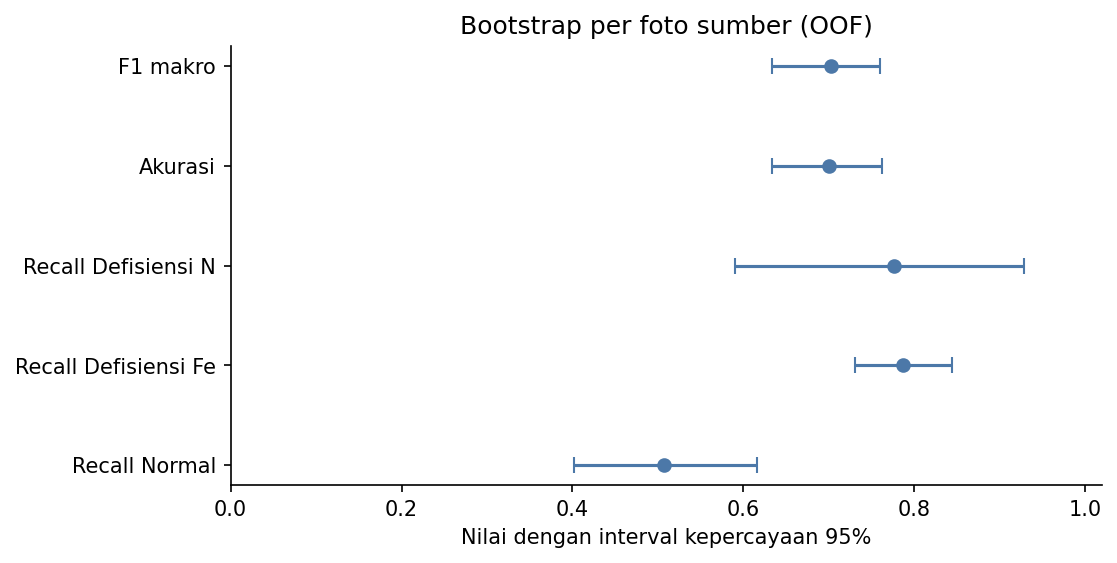 Bootstrap per foto sumber (OOF)
F1 makro
Akurasi
Recall Defisiensi N
Recall Defisiensi Fe
Recall Normal
0.0 0.2 0.4 0.6 0.8 1.0
Nilai dengan interval kepercayaan 95%